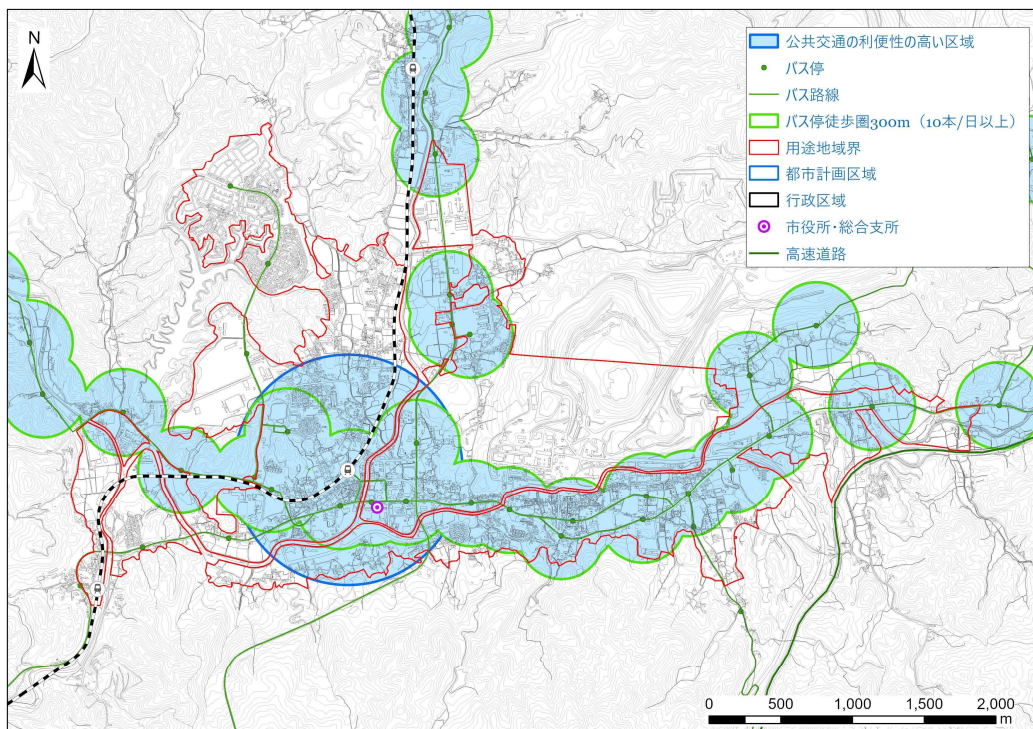 N
公共交通の利便性の高い区域
バス停
バス路線
バス停徒歩圏300m（10本/日以上）
用途地域界
都市計画区域
行政区域
市役所・総合支所
高速道路
0 500 1,000 1,500 2,000
m